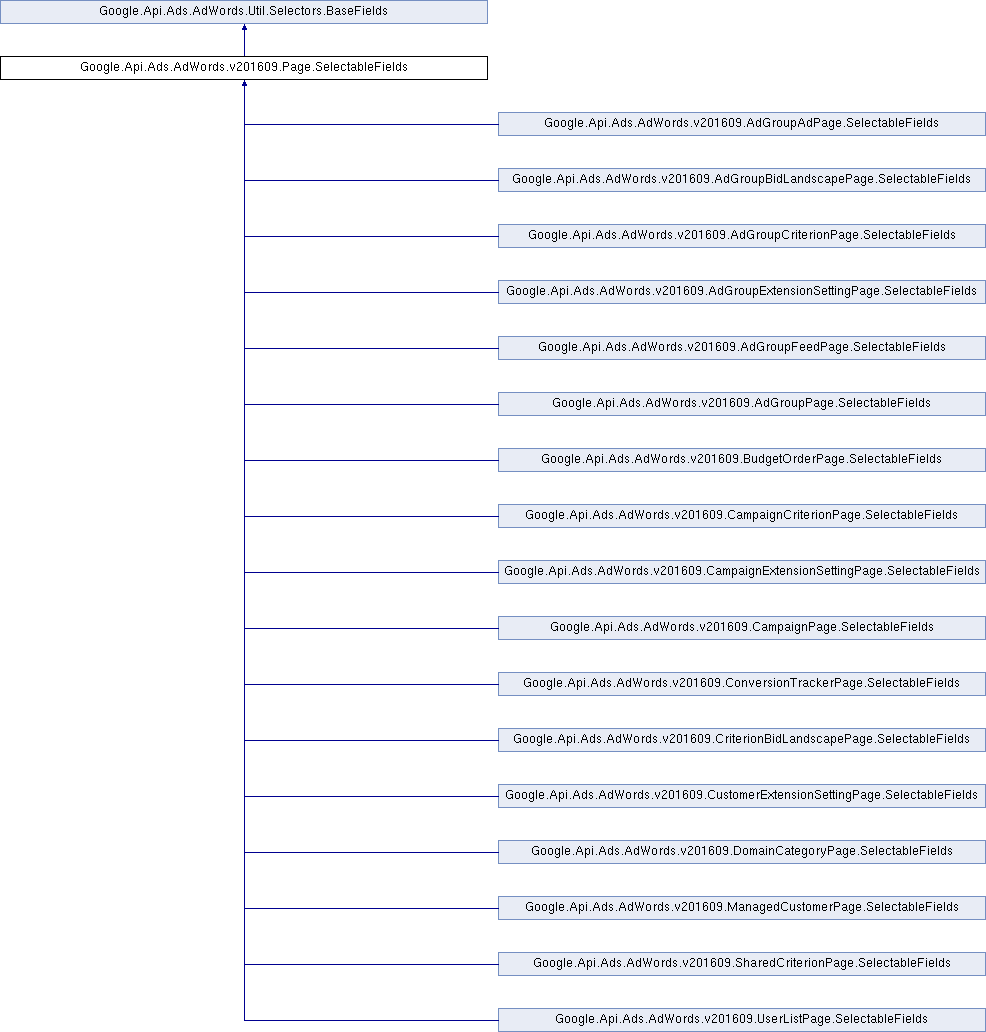 Google.Api.Ads.AdWords.Util.Selectors.BaseFields
Google.Api.Ads.AdWords.v201609.Page.SelectableFields
Google.Api.Ads.AdWords.v201609.AdGroupAdPage.SelectableFields
Google.Api.Ads.AdWords.v201609.AdGroupBidLandscapePage.SelectableFields
Google.Api.Ads.AdWords.v201609.AdGroupCriterionPage.SelectableFields
Google.Api.Ads.AdWords.v201609.AdGroupExtensionSettingPage.SelectableFields
Google.Api.Ads.AdWords.v201609.AdGroupFeedPage.SelectableFields
Google.Api.Ads.AdWords.v201609.AdGroupPage.SelectableFields
Google.Api.Ads.AdWords.v201609.BudgetOrderPage.SelectableFields
Google.Api.Ads.AdWords.v201609.CampaignCriterionPage.SelectableFields
Google.Api.Ads.AdWords.v201609.CampaignExtensionSettingPage.SelectableFields
Google.Api.Ads.AdWords.v201609.CampaignPage.SelectableFields
Google.Api.Ads.AdWords.v201609.ConversionTrackerPage.SelectableFields
Google.Api.Ads.AdWords.v201609.CriterionBidLandscapePage.SelectableFields
Google.Api.Ads.AdWords.v201609.CustomerExtensionSettingPage.SelectableFields
Google.Api.Ads.AdWords.v201609.DomainCategoryPage.SelectableFields
Google.Api.Ads.AdWords.v201609.ManagedCustomerPage.SelectableFields
Google.Api.Ads.AdWords.v201609.SharedCriterionPage.SelectableFields
Google.Api.Ads.AdWords.v201609.UserListPage.SelectableFields